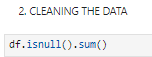 2. CLEANING THE DATA
df.isnull().sum()